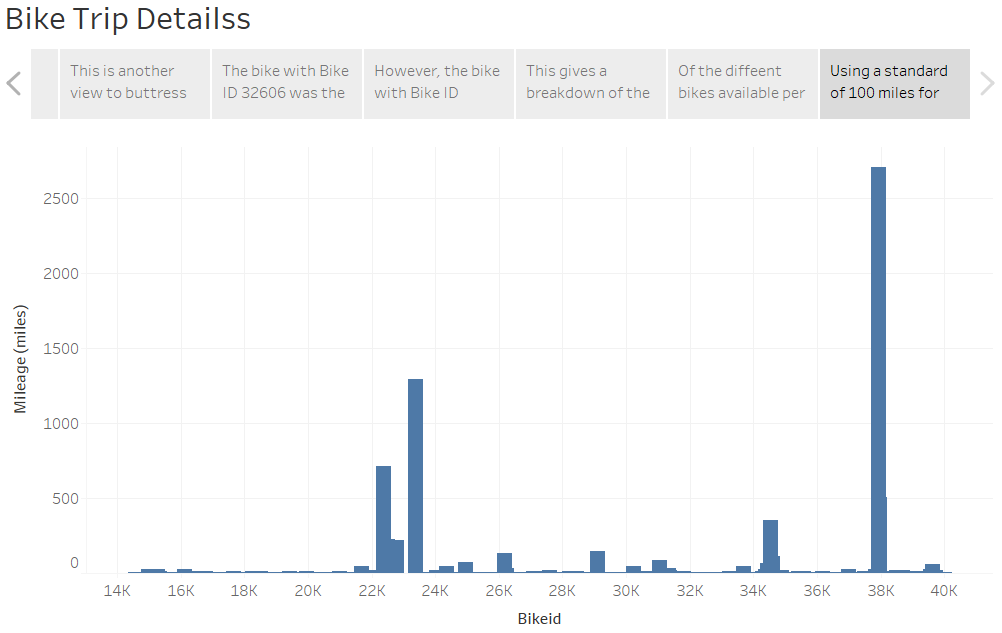 Bike Trip Detailss
This is another
view to buttress
The bike with Bike
ID 32606 was the
However, the bike
with Bike ID
This gives a
breakdown of the
Of the diffeent
bikes available per
Using a standard
of 100 miles for
2500
2000
1500
1000
500
0
Mileage (miles)
14K 16K 18K 20K 22K 24K 26K 28K 30K 32K 34K 36K 38K 40K
Bikeid